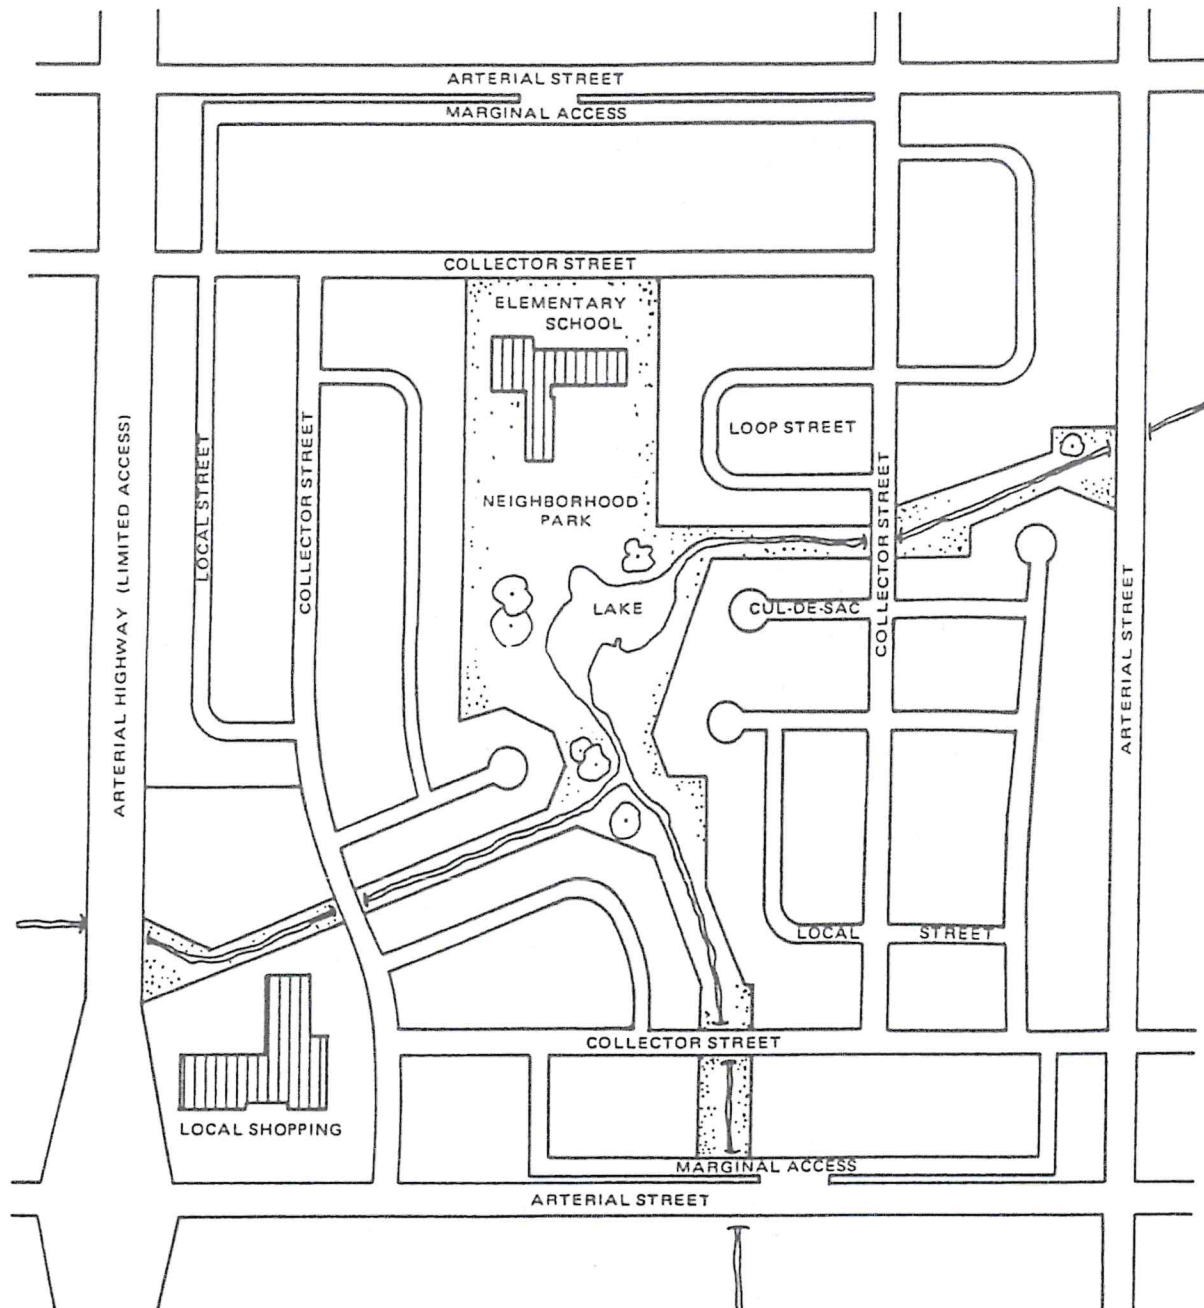 ARTERIAL STREET
MARGINAL ACCESS
COLLECTOR STREET
ELEMENTARY
SCHOOL
LOOP STREET
NEIGHBORHOOD
PARK
LAKE
CUL-DE-SAC
ARTERIAL HIGHWAY (LIMITED ACCESS)
LOCAL STREET
COLLECTOR STREET
COLLECTOR STREET
ARTERIAL STREET
LOCAL STREET
COLLECTOR STREET
LOCAL SHOPPING
MARGINAL ACCESS
ARTERIAL STREET